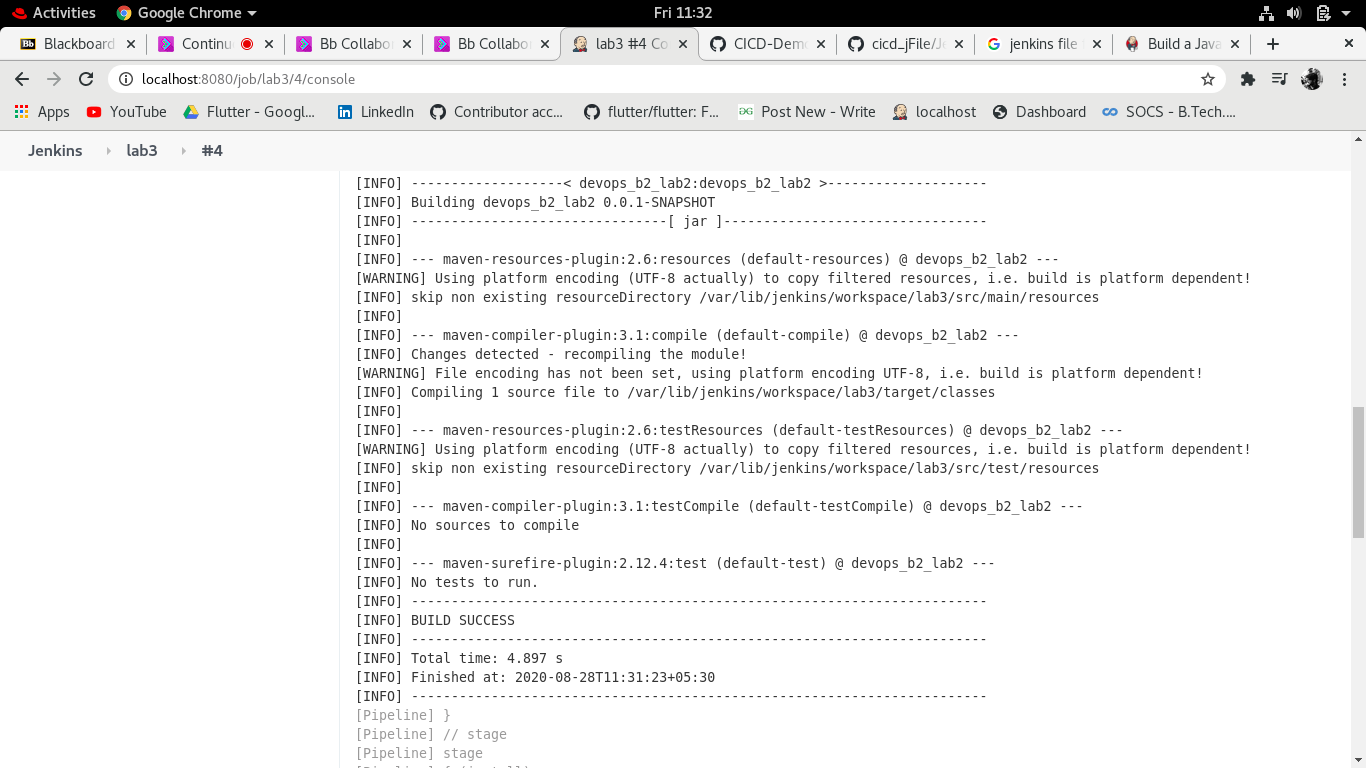 Activities Google Chrome Fri 11:32
Blackboard Continu Bb Collabo Bb Collabo lab3 #4 Co CICD-Dem cicd_jFile/J jenkins file Build a Java
localhost:8080/job/lab3/4/console
Apps YouTube Flutter - Googl... LinkedIn Contributor acc... flutter/flutter: F... Post New - Write localhost Dashboard SOCS - B.Tech....
Jenkins lab3 #4
[INFO] -------------------< devops_b2_lab2:devops_b2_lab2 >--------------------
[INFO] Building devops_b2_lab2 0.0.1-SNAPSHOT
[INFO] --------------------------------[ jar ]---------------------------------
[INFO]
[INFO] --- maven-resources-plugin:2.6:resources (default-resources) @ devops_b2_lab2 ---
[WARNING] Using platform encoding (UTF-8 actually) to copy filtered resources, i.e. build is platform dependent!
[INFO] skip non existing resourceDirectory /var/lib/jenkins/workspace/lab3/src/main/resources
[INFO]
[INFO] --- maven-compiler-plugin:3.1:compile (default-compile) @ devops_b2_lab2 ---
[INFO] Changes detected - recompiling the module!
[WARNING] File encoding has not been set, using platform encoding UTF-8, i.e. build is platform dependent!
[INFO] Compiling 1 source file to /var/lib/jenkins/workspace/lab3/target/classes
[INFO]
[INFO] --- maven-resources-plugin:2.6:testResources (default-testResources) @ devops_b2_lab2 ---
[WARNING] Using platform encoding (UTF-8 actually) to copy filtered resources, i.e. build is platform dependent!
[INFO] skip non existing resourceDirectory /var/lib/jenkins/workspace/lab3/src/test/resources
[INFO]
[INFO] --- maven-compiler-plugin:3.1:testCompile (default-testCompile) @ devops_b2_lab2 ---
[INFO] No sources to compile
[INFO]
[INFO] --- maven-surefire-plugin:2.12.4:test (default-test) @ devops_b2_lab2 ---
[INFO] No tests to run.
[INFO] ------------------------------------------------------------------------
[INFO] BUILD SUCCESS
[INFO] ------------------------------------------------------------------------
[INFO] Total time: 4.897 s
[INFO] Finished at: 2020-08-28T11:31:23+05:30
[INFO] ------------------------------------------------------------------------
[Pipeline] }
[Pipeline] // stage
[Pipeline] stage